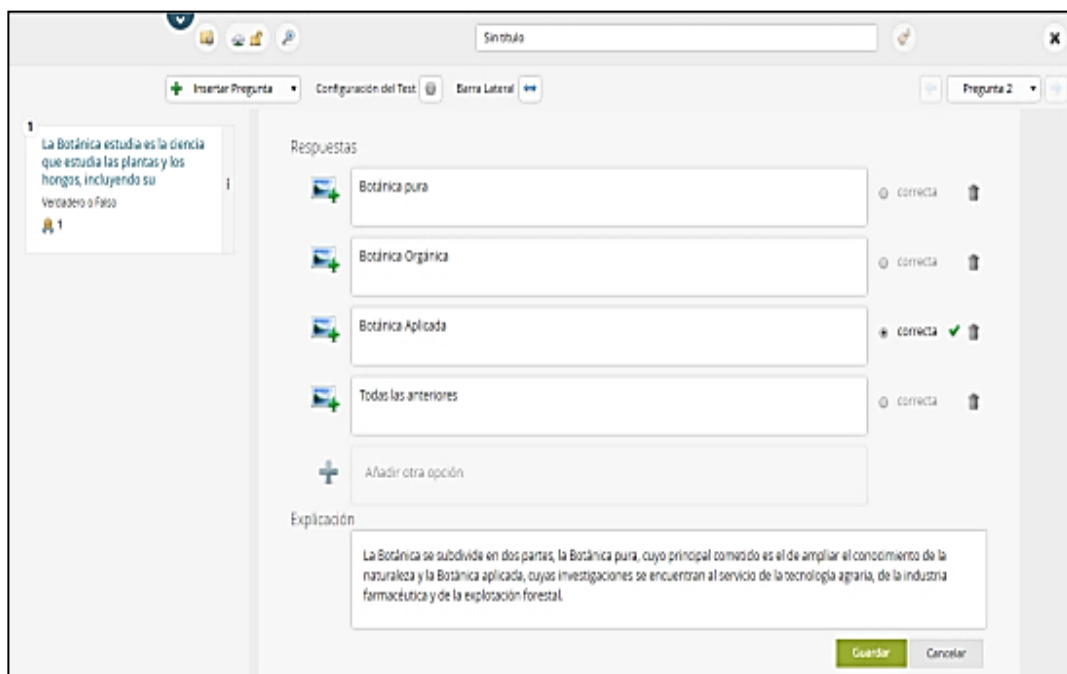 Sin título
Insertar Pregunta
Configuración del Test
Barra Lateral
Pregunta 2
1
La Botánica estudia es la ciencia
que estudia las plantas y los
hongos, incluyendo su
Verdadero o Falso
1
Respuestas
Botánica pura
correcta
Botánica Orgánica
correcta
Botánica Aplicada
correcta
Todas las anteriores
correcta
Añadir otra opción
Explicación
La Botánica se subdivide en dos partes, la Botánica pura, cuyo principal cometido es el de ampliar el conocimiento de la
naturaleza y la Botánica aplicada, cuyas investigaciones se encuentran al servicio de la tecnología agraria, de la industria
farmacéutica y de la explotación forestal.
Guardar
Cancelar